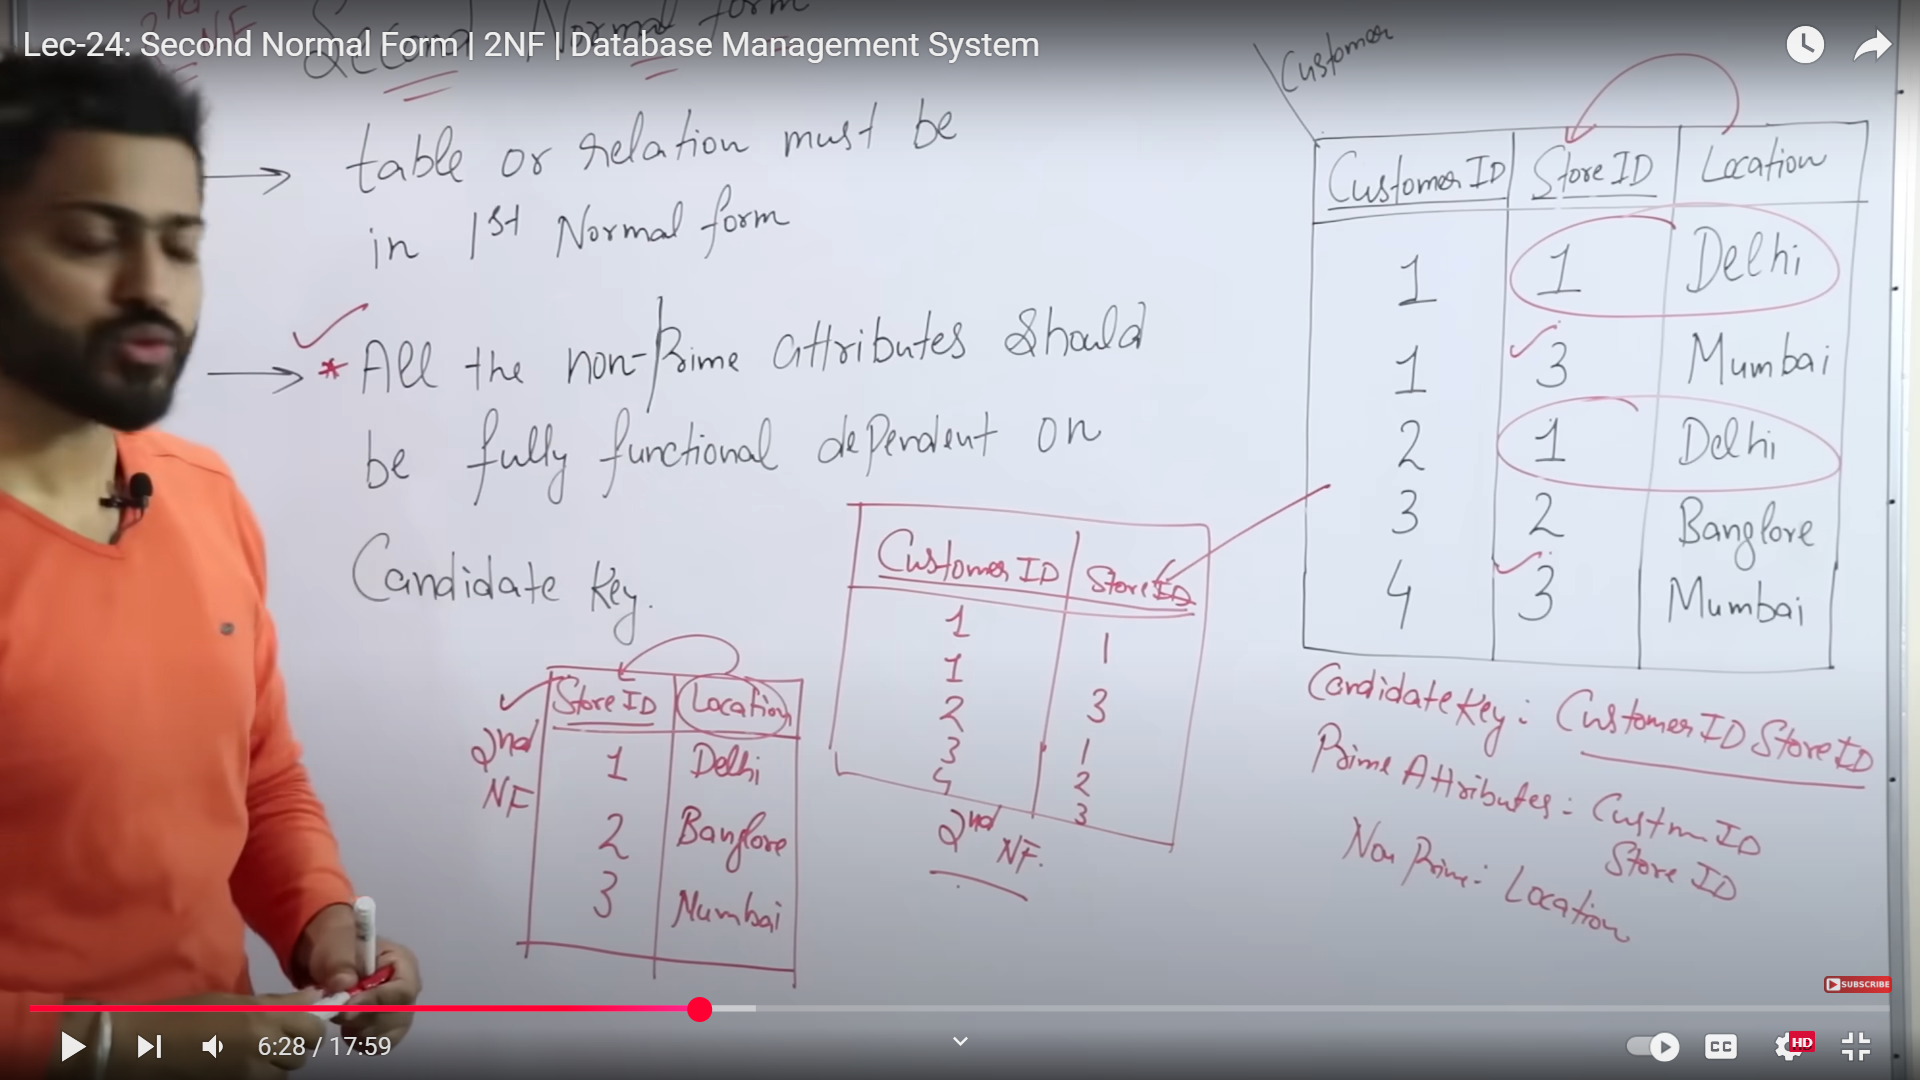 Lec-24: Second Normal Form | 2NF | Database Management System
2nd NF
Second Normal form
table or relation must be
in 1st Normal form
* All the non-Prime attributes Should
be fully functional dependent on
Candidate Key.
Customer
Customer ID Store ID Location
1 1 Delhi
1 3 Mumbai
2 1 Delhi
3 2 Banglore
4 3 Mumbai
Candidate Key: Customer ID Store ID
Prime Attributes:- Custm ID
Store ID
Non Prime:- Location
Customer ID Store ID
1 1
1 3
2 1
3 2
4 3
2nd NF.
Store ID Location
1 Delhi
2 Banglore
3 Mumbai
2nd
NF
SUBSCRIBE
6:28 / 17:59
CC
HD